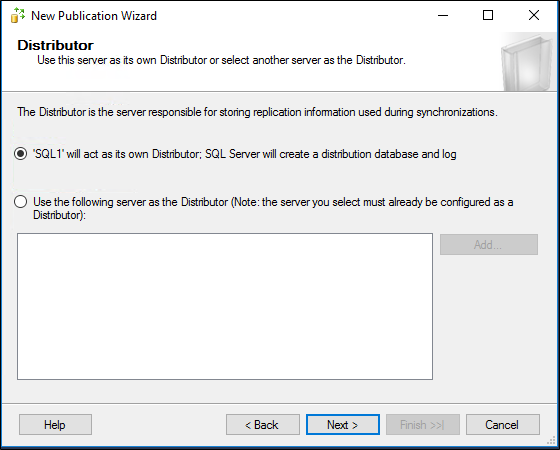 New Publication Wizard
Distributor
Use this server as its own Distributor or select another server as the Distributor.
The Distributor is the server responsible for storing replication information used during synchronizations.
'SQL1' will act as its own Distributor; SQL Server will create a distribution database and log
Use the following server as the Distributor (Note: the server you select must already be configured as a
Distributor):
Add...
Help
< Back
Next >
Finish >>|
Cancel